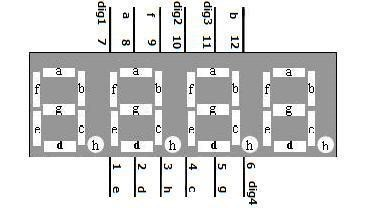 dig1 a f dig2 dig3 b
7 8 9 10 11 12
a a a a
f b f b f b f b
g g g g
e c e c e c e c
d h d h d h d h
1 2 3 4 5 6
e d h c g dig4